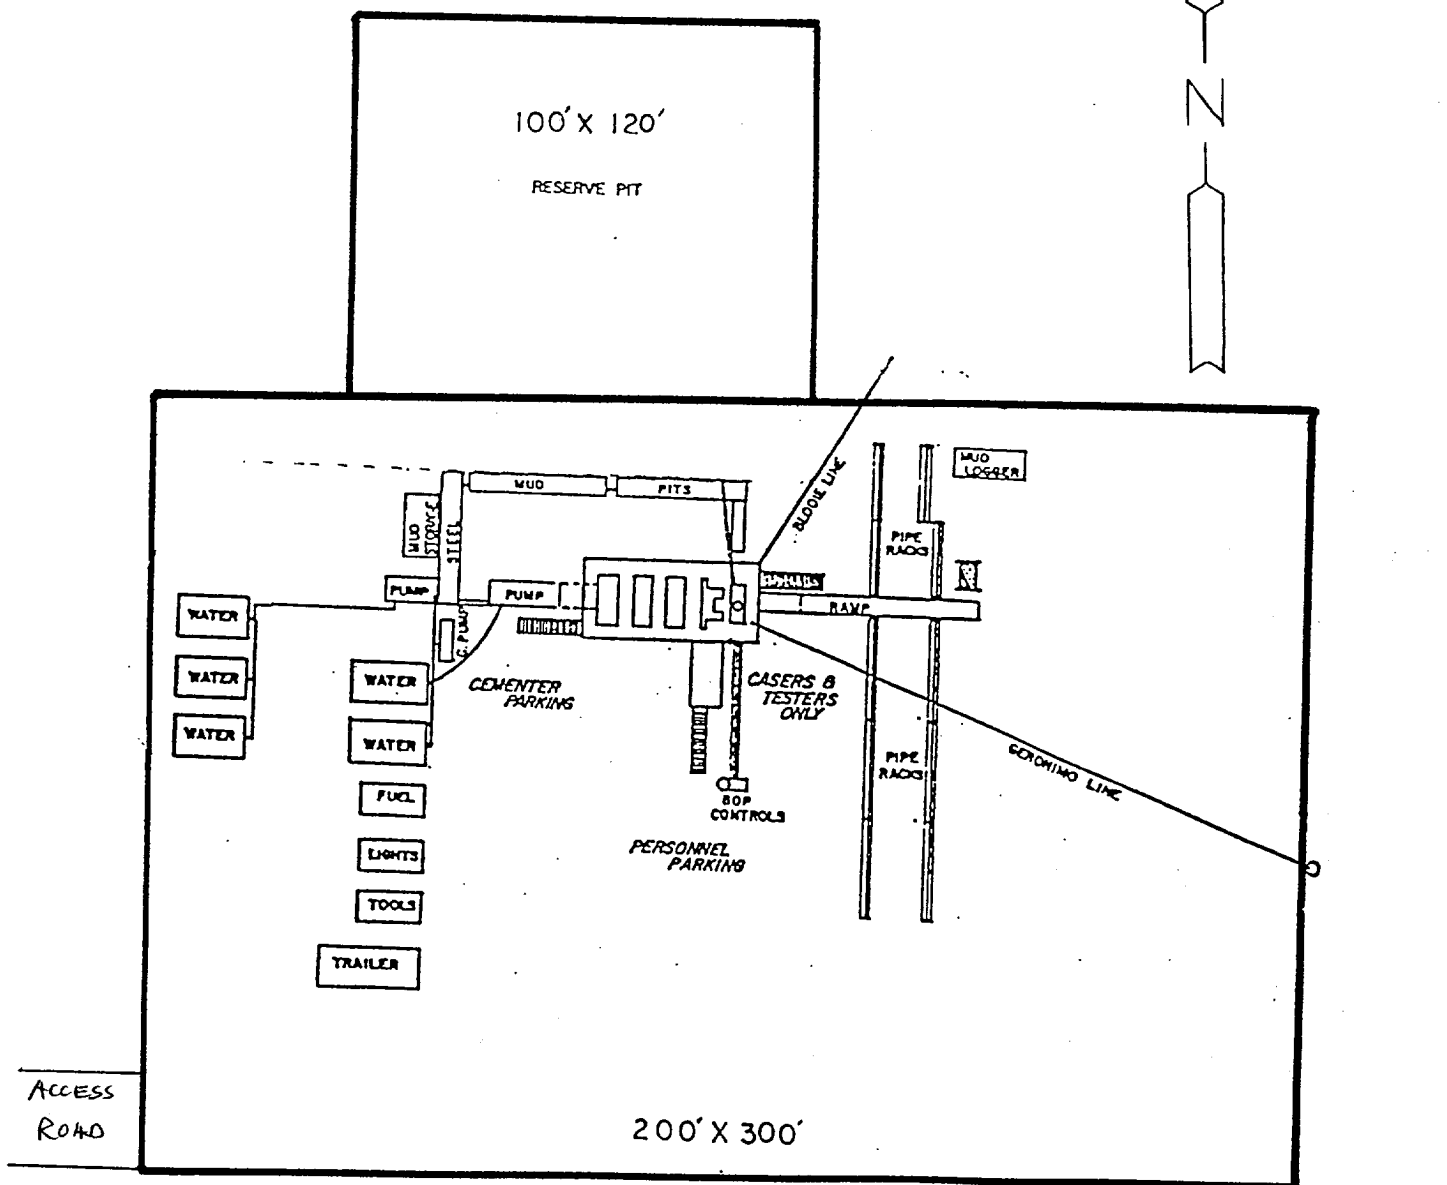 N
100' X 120'
RESERVE PIT
MUD
LOGGER
MUD
PITS
BLOOIE LINE
MUD
STORAGE
STEEL
PIPE
RACKS
PUMP
PUMP
RAMP
WATER
C. PUMP
WATER
WATER
CEMENTER
PARKING
CASERS &
TESTERS
ONLY
WATER
WATER
GERONIMO LINE
PIPE
RACKS
FUEL
BOP
CONTROLS
LIGHTS
PERSONNEL
PARKING
TOOLS
TRAILER
ACCESS
ROAD
200' X 300'